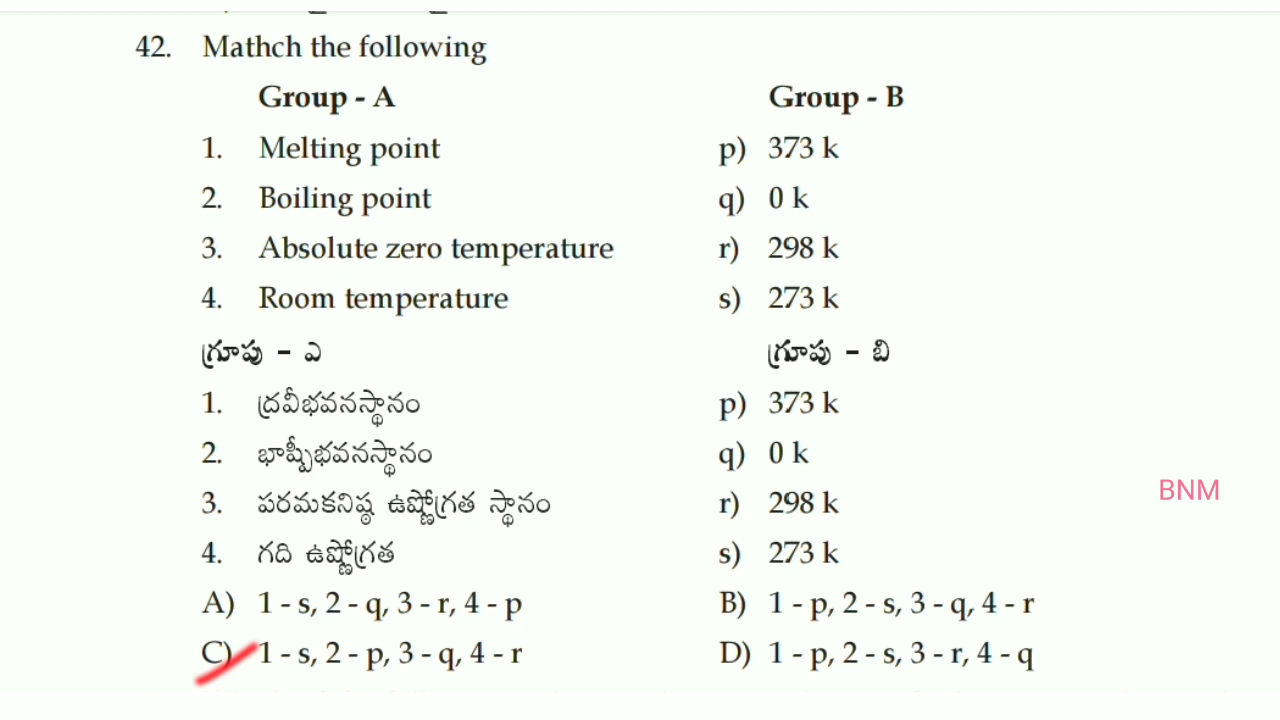 42. Mathch the following
Group - A Group - B
1. Melting point p) 373 k
2. Boiling point q) 0 k
3. Absolute zero temperature r) 298 k
4. Room temperature s) 273 k
గ్రూపు - ఎ గ్రూపు - బి
1. ద్రవీభవనస్థానం p) 373 k
2. భాష్పీభవనస్థానం q) 0 k
3. పరమకనిష్ఠ ఉష్ణోగ్రత స్థానం r) 298 k
BNM
4. గది ఉష్ణోగ్రత s) 273 k
A) 1 - s, 2 - q, 3 - r, 4 - p B) 1 - p, 2 - s, 3 - q, 4 - r
C) 1 - s, 2 - p, 3 - q, 4 - r D) 1 - p, 2 - s, 3 - r, 4 - q